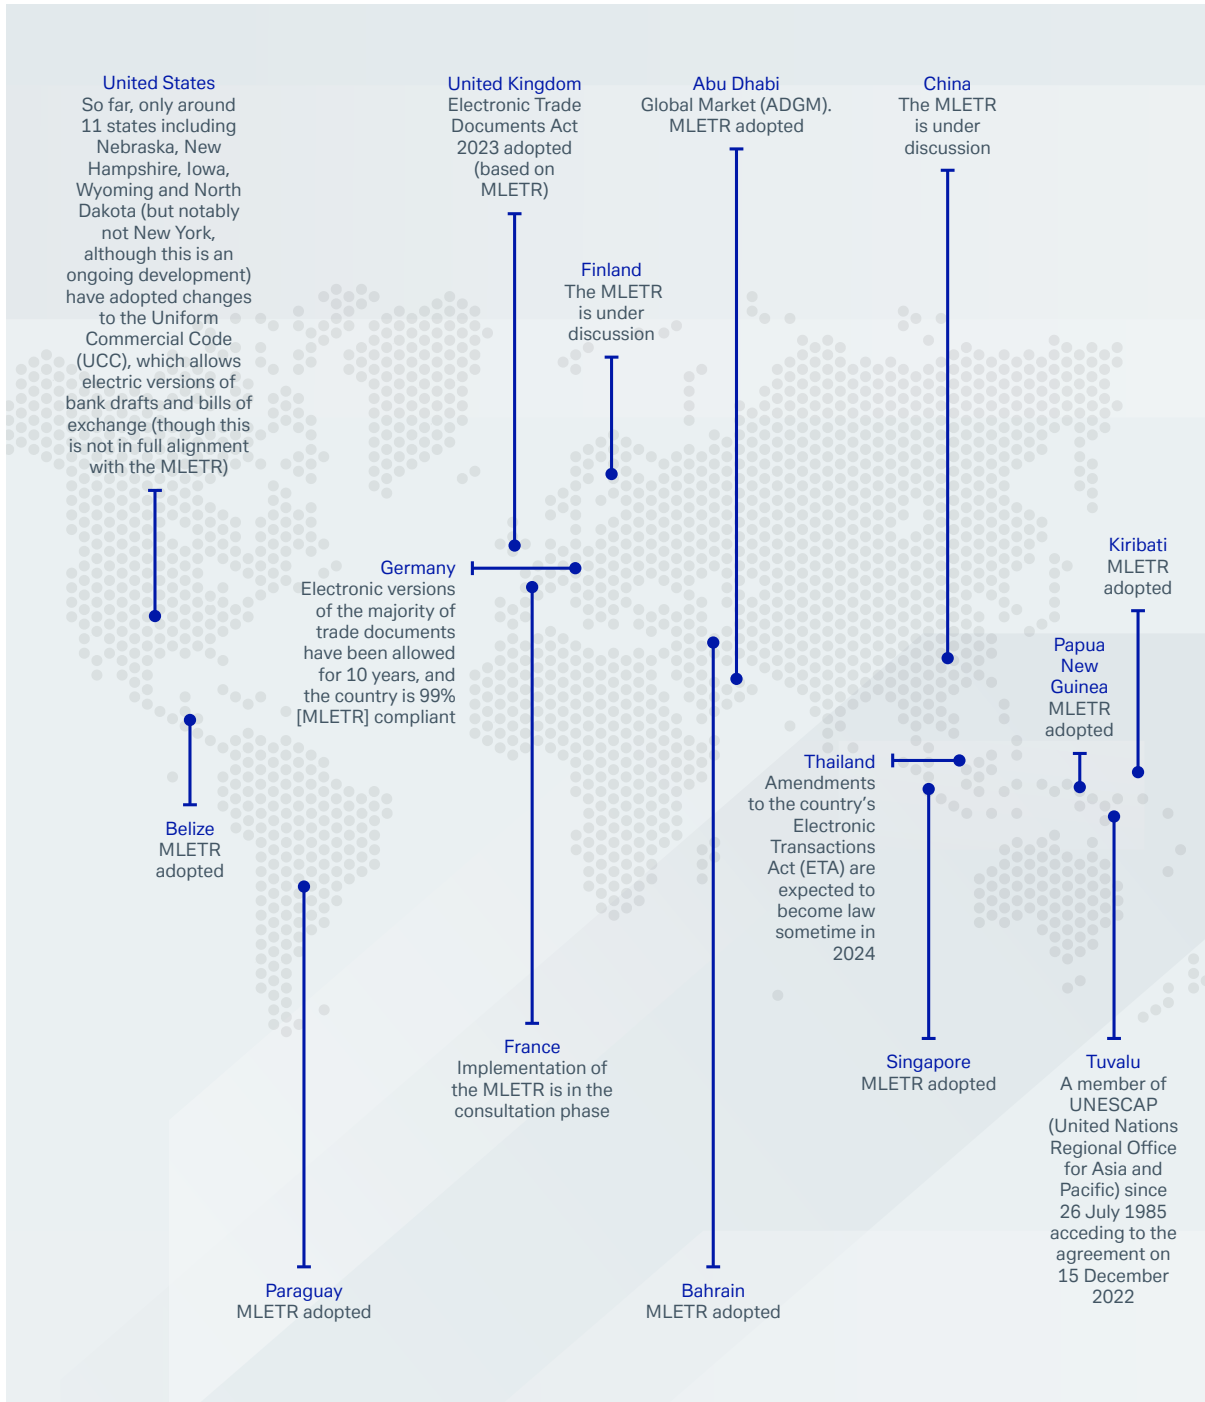 United States
So far, only around
11 states including
Nebraska, New
Hampshire, Iowa,
Wyoming and North
Dakota (but notably
not New York,
although this is an
ongoing development)
have adopted changes
to the Uniform
Commercial Code
(UCC), which allows
electric versions of
bank drafts and bills of
exchange (though this
is not in full alignment
with the MLETR)
United Kingdom
Electronic Trade
Documents Act
2023 adopted
(based on
MLETR)
Abu Dhabi
Global Market (ADGM).
MLETR adopted
China
The MLETR
is under
discussion
Finland
The MLETR
is under
discussion
Germany
Electronic versions
of the majority of
trade documents
have been allowed
for 10 years, and
the country is 99%
[MLETR] compliant
Kiribati
MLETR
adopted
Papua
New
Guinea
MLETR
adopted
Thailand
Amendments
to the country's
Electronic
Transactions
Act (ETA) are
expected to
become law
sometime in
2024
Belize
MLETR
adopted
France
Implementation of
the MLETR is in the
consultation phase
Singapore
MLETR adopted
Tuvalu
A member of
UNESCAP
(United Nations
Regional Office
for Asia and
Pacific) since
26 July 1985
acceding to the
agreement on
15 December
2022
Paraguay
MLETR adopted
Bahrain
MLETR adopted